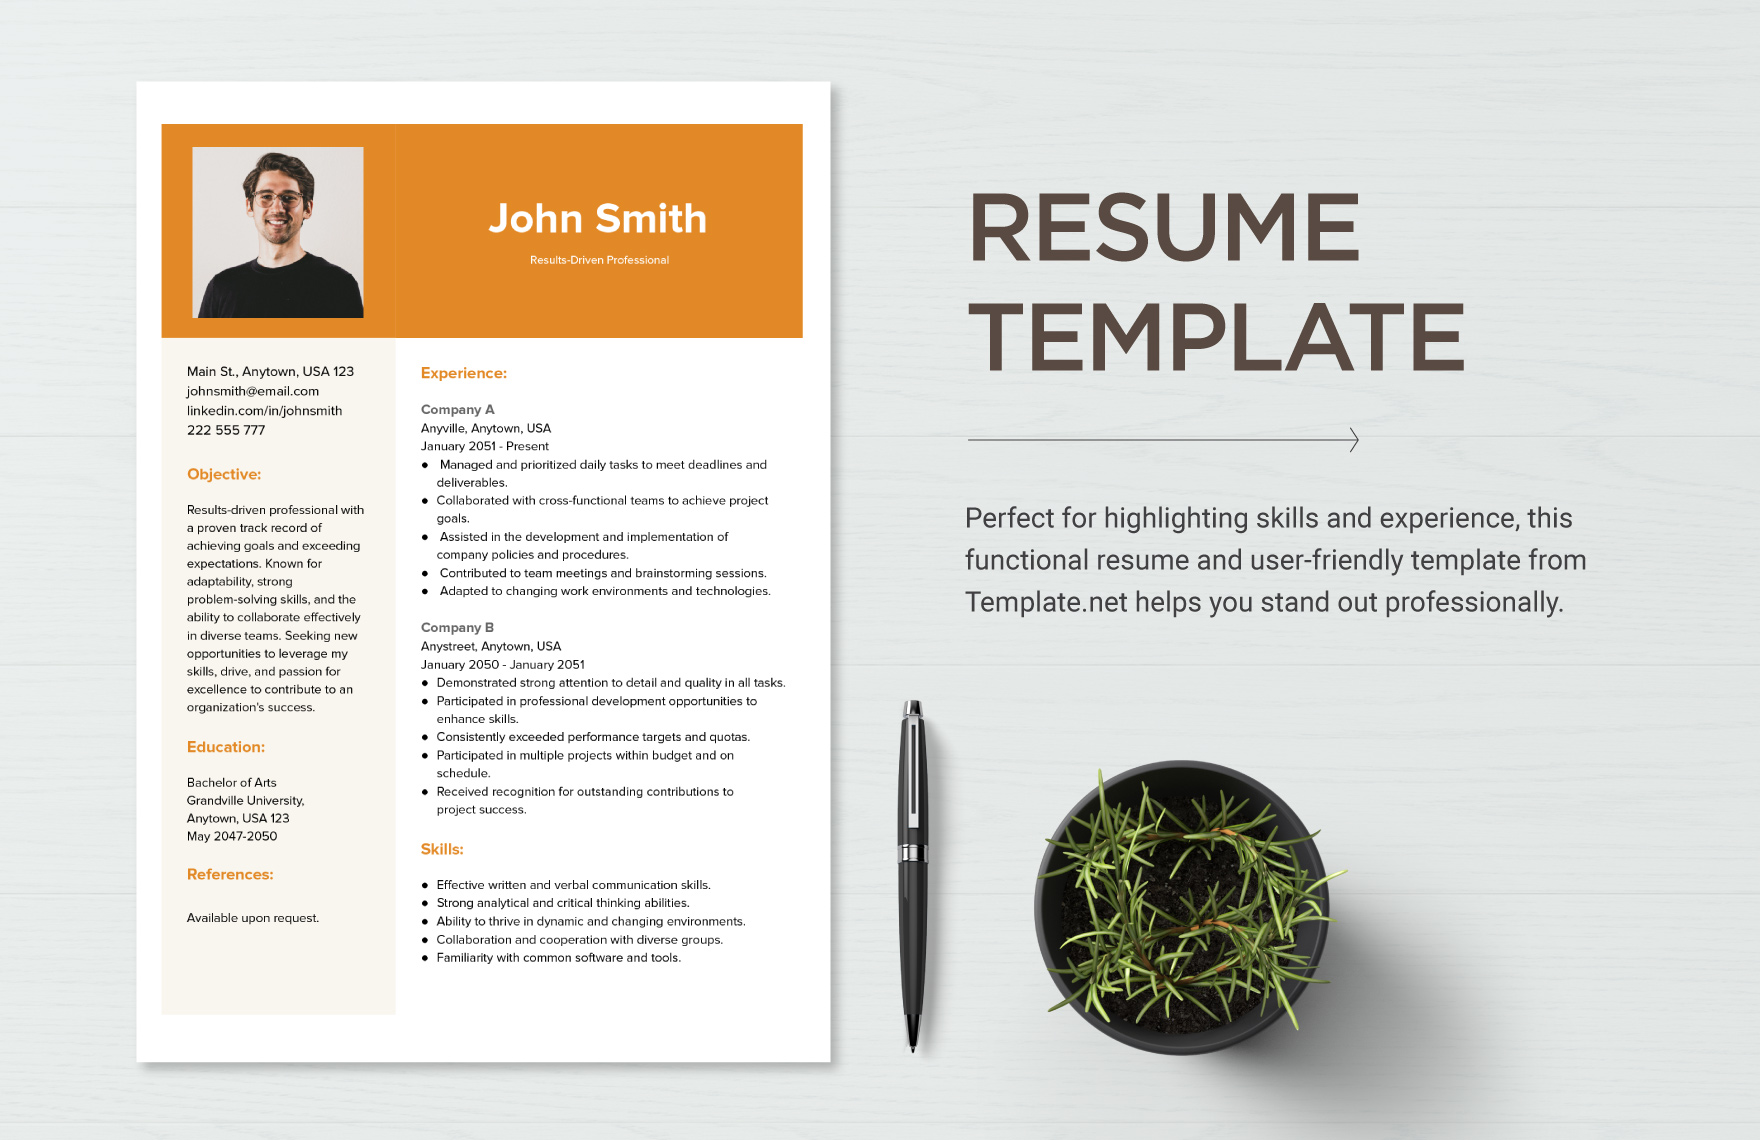 John Smith
Results-Driven Professional
Main St., Anytown, USA 123
johnsmith@email.com
linkedin.com/in/johnsmith
222 555 777
Objective:
Results-driven professional with
a proven track record of
achieving goals and exceeding
expectations. Known for
adaptability, strong
problem-solving skills, and the
ability to collaborate effectively
in diverse teams. Seeking new
opportunities to leverage my
skills, drive, and passion for
excellence to contribute to an
organization's success.
Education:
Bachelor of Arts
Grandville University,
Anytown, USA 123
May 2047-2050
References:
Available upon request.
Experience:
Company A
Anyville, Anytown, USA
January 2051 - Present
● Managed and prioritized daily tasks to meet deadlines and
deliverables.
● Collaborated with cross-functional teams to achieve project
goals.
● Assisted in the development and implementation of
company policies and procedures.
● Contributed to team meetings and brainstorming sessions.
● Adapted to changing work environments and technologies.
Company B
Anystreet, Anytown, USA
January 2050 - January 2051
● Demonstrated strong attention to detail and quality in all tasks.
● Participated in professional development opportunities to
enhance skills.
● Consistently exceeded performance targets and quotas.
● Participated in multiple projects within budget and on
schedule.
● Received recognition for outstanding contributions to
project success.
Skills:
● Effective written and verbal communication skills.
● Strong analytical and critical thinking abilities.
● Ability to thrive in dynamic and changing environments.
● Collaboration and cooperation with diverse groups.
● Familiarity with common software and tools.
RESUME
TEMPLATE
Perfect for highlighting skills and experience, this
functional resume and user-friendly template from
Template.net helps you stand out professionally.